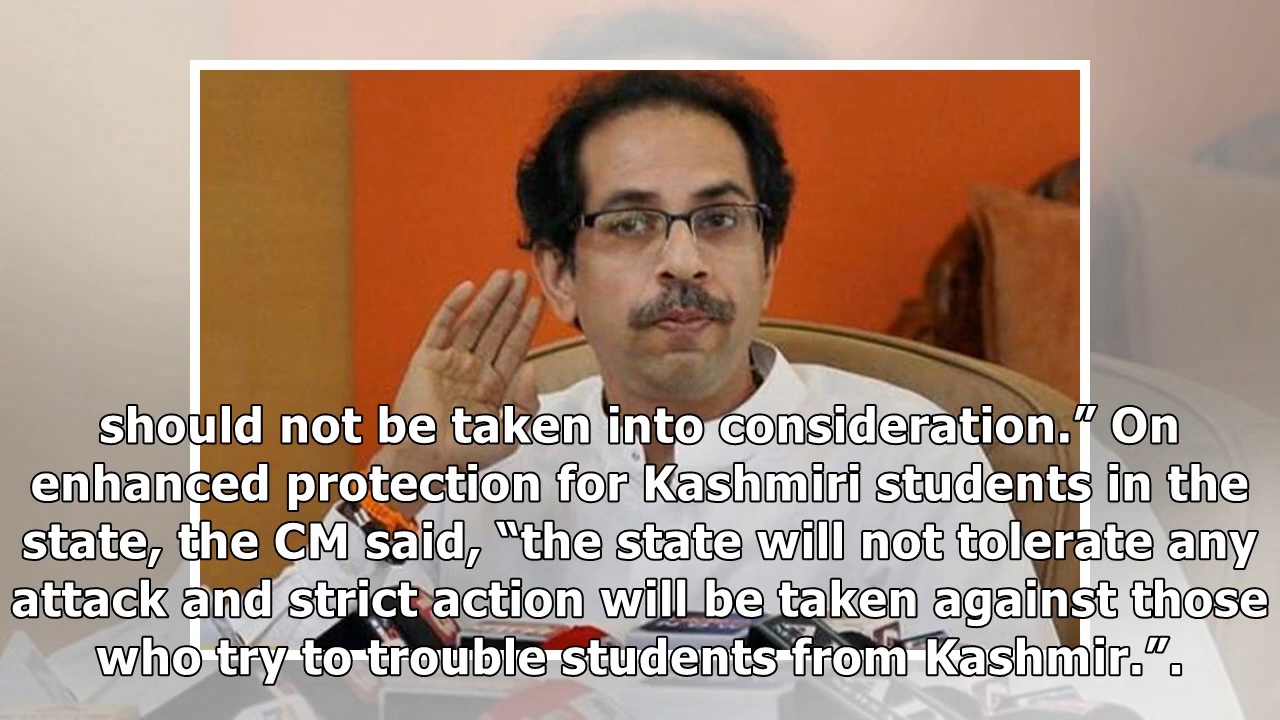 should not be taken into consideration.” On
enhanced protection for Kashmiri students in the
state, the CM said, “the state will not tolerate any
attack and strict action will be taken against those
who try to trouble students from Kashmir.”.